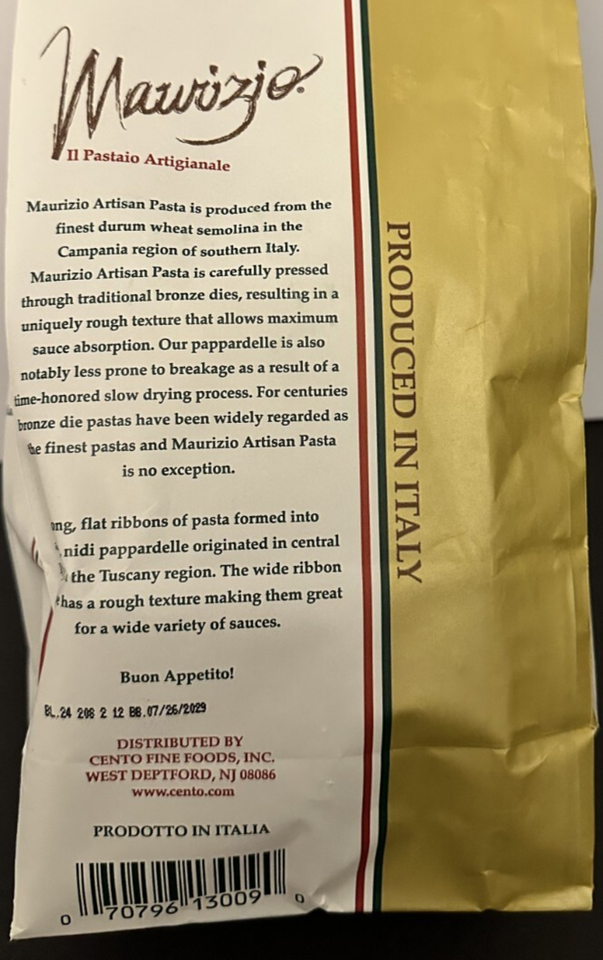 Maurizio®
Il Pastaio Artigianale
Maurizio Artisan Pasta is produced from the
finest durum wheat semolina in the
Campania region of southern Italy.
Maurizio Artisan Pasta is carefully pressed
through traditional bronze dies, resulting in a
uniquely rough texture that allows maximum
sauce absorption. Our pappardelle is also
notably less prone to breakage as a result of a
time-honored slow drying process. For centuries
bronze die pastas have been widely regarded as
the finest pastas and Maurizio Artisan Pasta
is no exception.
flat ribbons of pasta formed into
nidi pappardelle originated in central
the Tuscany region. The wide ribbon
has a rough texture making them great
for a wide variety of sauces.
Buon Appetito!
BL.24 208 2 12 BB.07/26/2029
DISTRIBUTED BY
CENTO FINE FOODS, INC.
WEST DEPTFORD, NJ 08086
www.cento.com
PRODOTTO IN ITALIA
0 70796 13009 0
PRODUCED IN ITALY